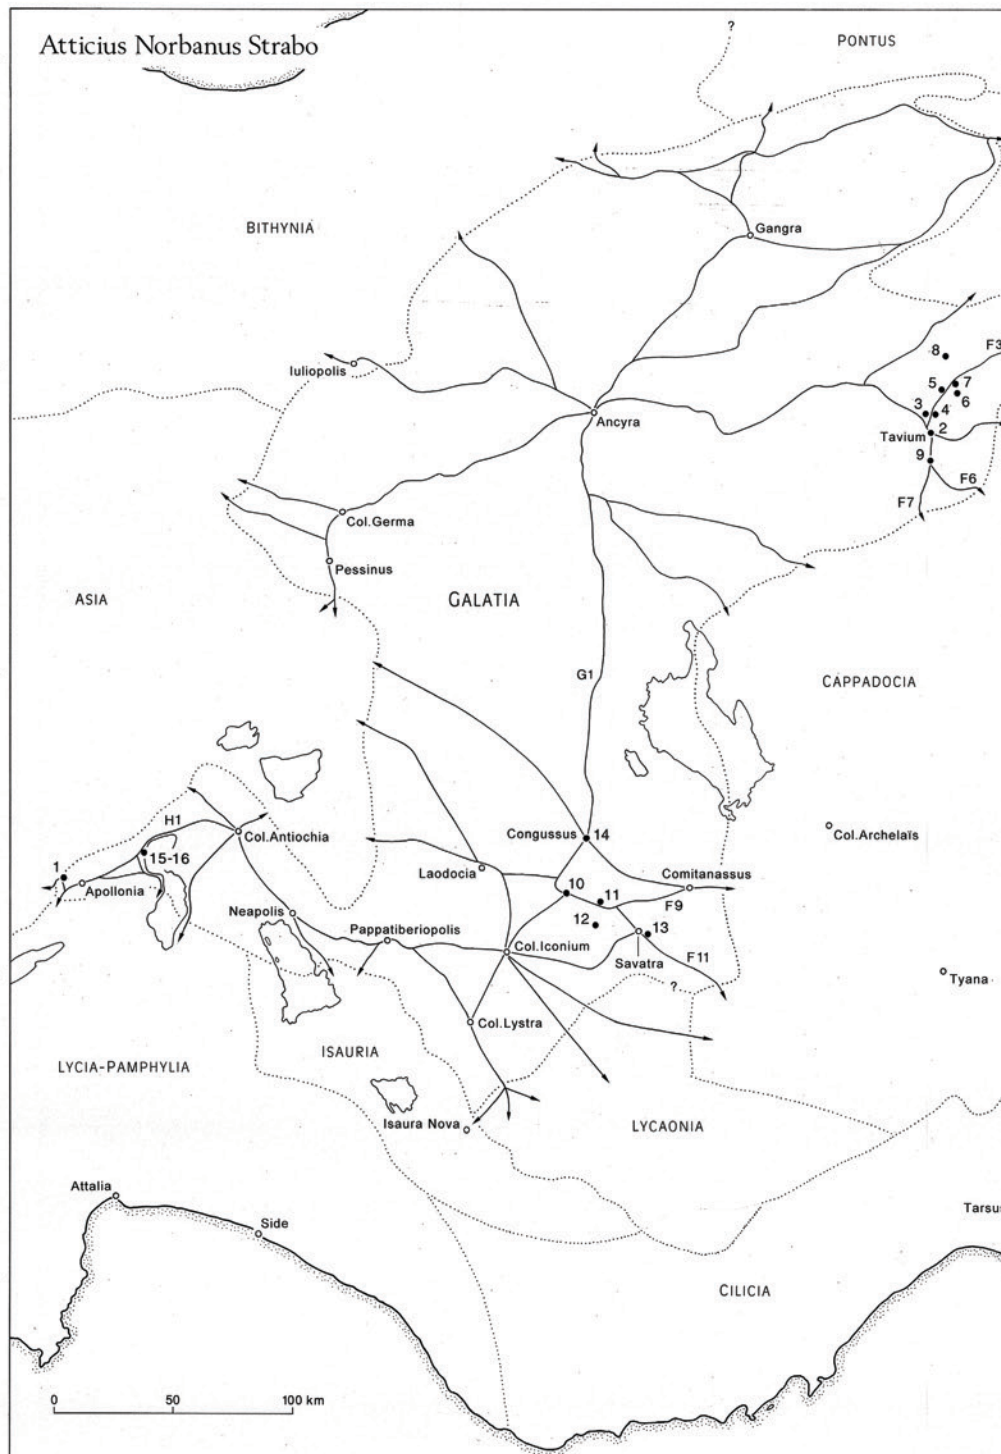 Atticius Norbanus Strabo
?
PONTUS
BITHYNIA
Gangra
Iuliopolis
8
F3
5
7
6
3
4
Ancyra
Tavium
2
9
F6
F7
Col.Germa
Pessinus
ASIA
GALATIA
G1
CAPPADOCIA
H1
Col.Antiochia
Congussus
14
Col.Archelaïs
1
15-16
Laodocia
Comitanassus
Apollonia
10
11
F9
Neapolis
Pappatiberiopolis
12
13
Col.Iconium
Savatra
F11
?
Tyana
Col.Lystra
ISAURIA
LYCIA-PAMPHYLIA
Isaura Nova
LYCAONIA
Attalia
Side
Tarsu
CILICIA
0 50 100 km